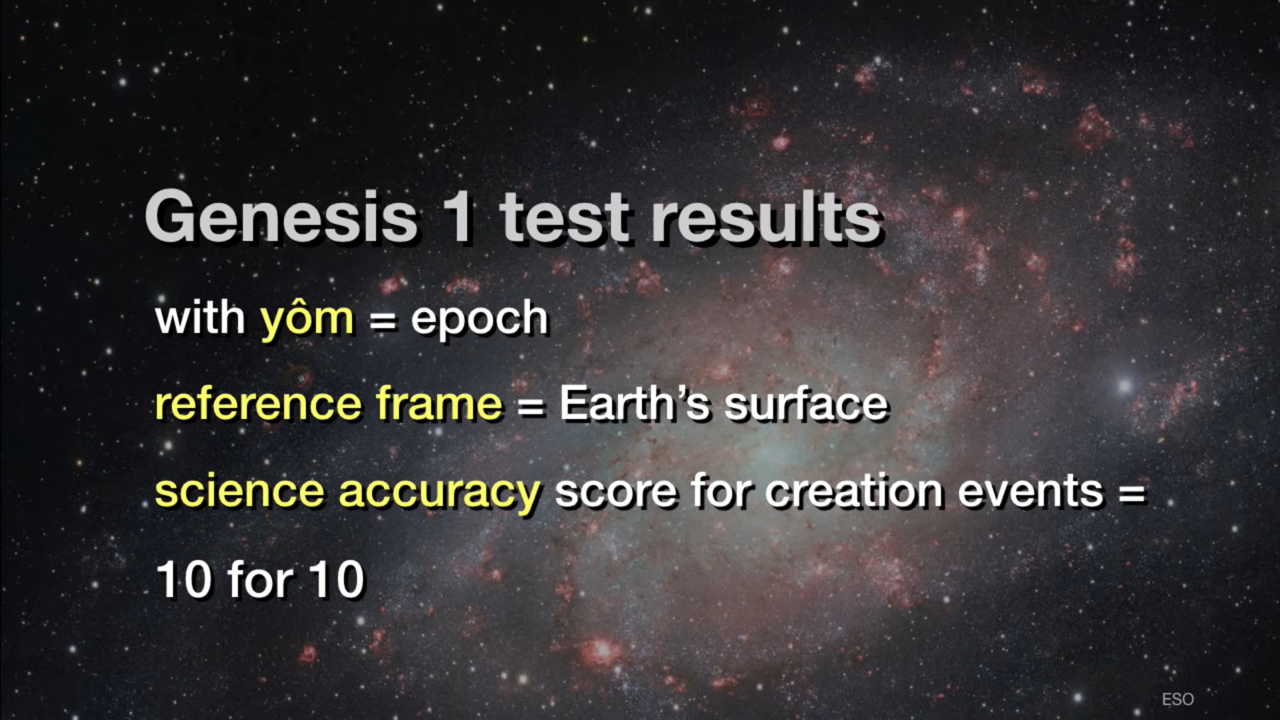 Genesis 1 test results
with yôm = epoch
reference frame = Earth’s surface
science accuracy score for creation events =
10 for 10
ESO